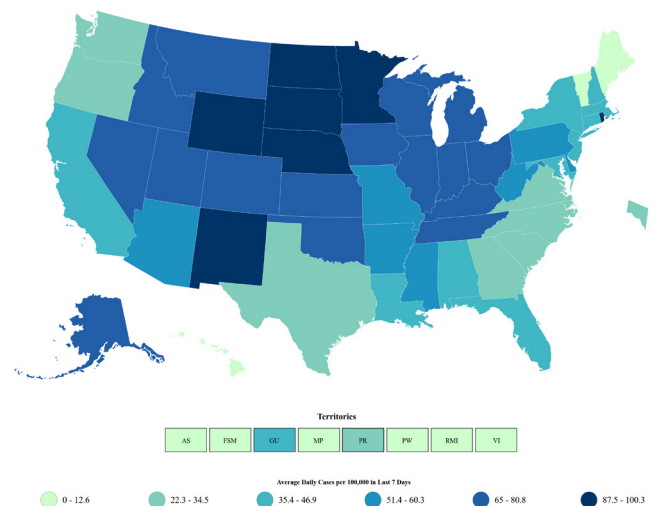 Territories
AS FSM GU MP PR PW RMI VI
Average Daily Cases per 100,000 in Last 7 Days
0 - 12.6 22.3 - 34.5 35.4 - 46.9 51.4 - 60.3 65 - 80.8 87.5 - 100.3